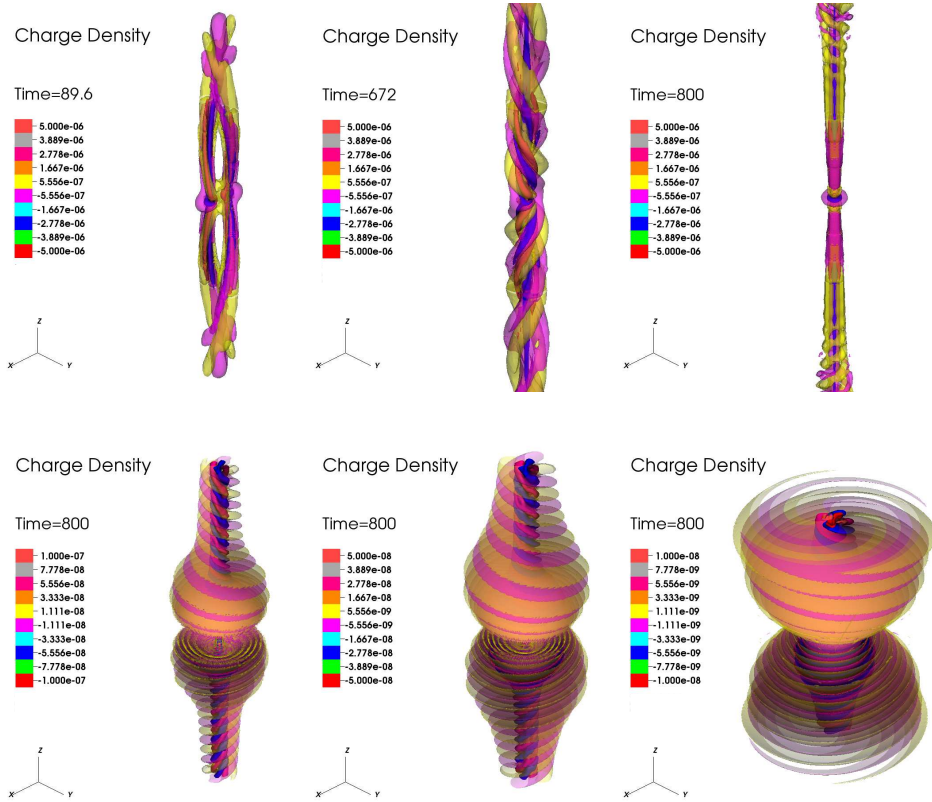 Charge Density
Time=89.6
5.000e-06
3.889e-06
2.778e-06
1.667e-06
5.556e-07
-5.556e-07
-1.667e-06
-2.778e-06
-3.889e-06
-5.000e-06
Z
X
Y
Charge Density
Time=672
5.000e-06
3.889e-06
2.778e-06
1.667e-06
5.556e-07
-5.556e-07
-1.667e-06
-2.778e-06
-3.889e-06
-5.000e-06
Z
X
Y
Charge Density
Time=800
5.000e-06
3.889e-06
2.778e-06
1.667e-06
5.556e-07
-5.556e-07
-1.667e-06
-2.778e-06
-3.889e-06
-5.000e-06
Z
X
Y
Charge Density
Time=800
1.000e-07
7.778e-08
5.556e-08
3.333e-08
1.111e-08
-1.111e-08
-3.333e-08
-5.556e-08
-7.778e-08
-1.000e-07
Z
X
Y
Charge Density
Time=800
5.000e-08
3.889e-08
2.778e-08
1.667e-08
5.556e-09
-5.556e-09
-1.667e-08
-2.778e-08
-3.889e-08
-5.000e-08
Z
X
Y
Charge Density
Time=800
1.000e-08
7.778e-09
5.556e-09
3.333e-09
1.111e-09
-1.111e-09
-3.333e-09
-5.556e-09
-7.778e-09
-1.000e-08
Z
X
Y